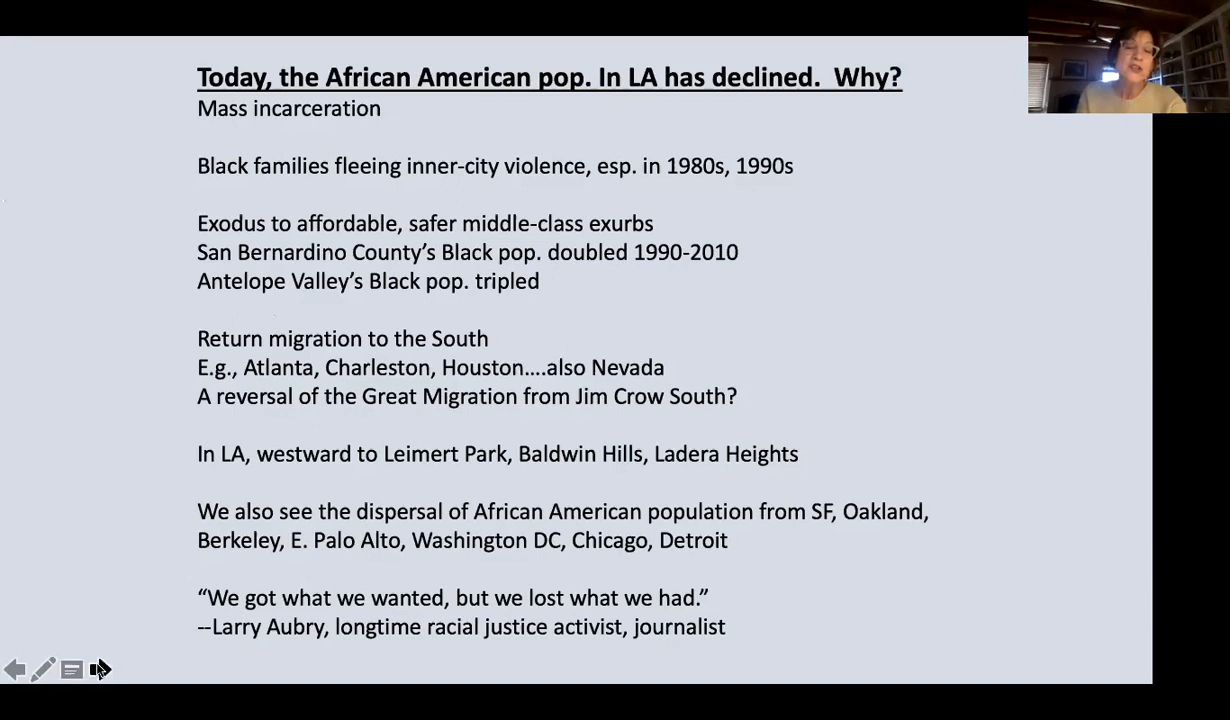 Today, the African American pop. In LA has declined.  Why?
Mass incarceration
Black families fleeing inner-city violence, esp. in 1980s, 1990s
Exodus to affordable, safer middle-class exurbs
San Bernardino County’s Black pop. doubled 1990-2010
Antelope Valley’s Black pop. tripled
Return migration to the South
E.g., Atlanta, Charleston, Houston….also Nevada
A reversal of the Great Migration from Jim Crow South?
In LA, westward to Leimert Park, Baldwin Hills, Ladera Heights
We also see the dispersal of African American population from SF, Oakland,
Berkeley, E. Palo Alto, Washington DC, Chicago, Detroit
“We got what we wanted, but we lost what we had.”
--Larry Aubry, longtime racial justice activist, journalist